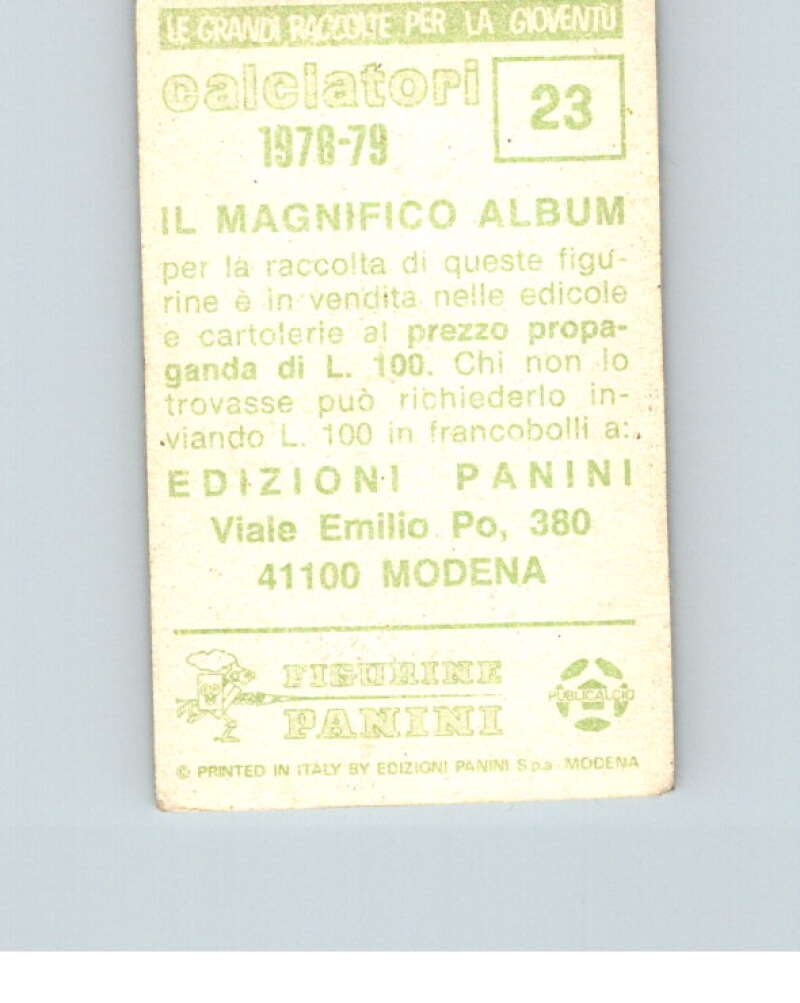 LE GRANDI RACCOLTE PER LA GIOVENTÙ
calciatori
1978-79
23
IL MAGNIFICO ALBUM
per la raccolta di queste figu-
rine è in vendita nelle edicole
e cartolerie al prezzo propa-
ganda di L. 100. Chi non lo
trovasse può richiederlo in-
viando L. 100 in francobolli a:
EDIZIONI PANINI
Viale Emilio Po, 380
41100 MODENA
FIGURINE
PANINI
PUBLICALCIO
© PRINTED IN ITALY BY EDIZIONI PANINI S.p.a. MODENA